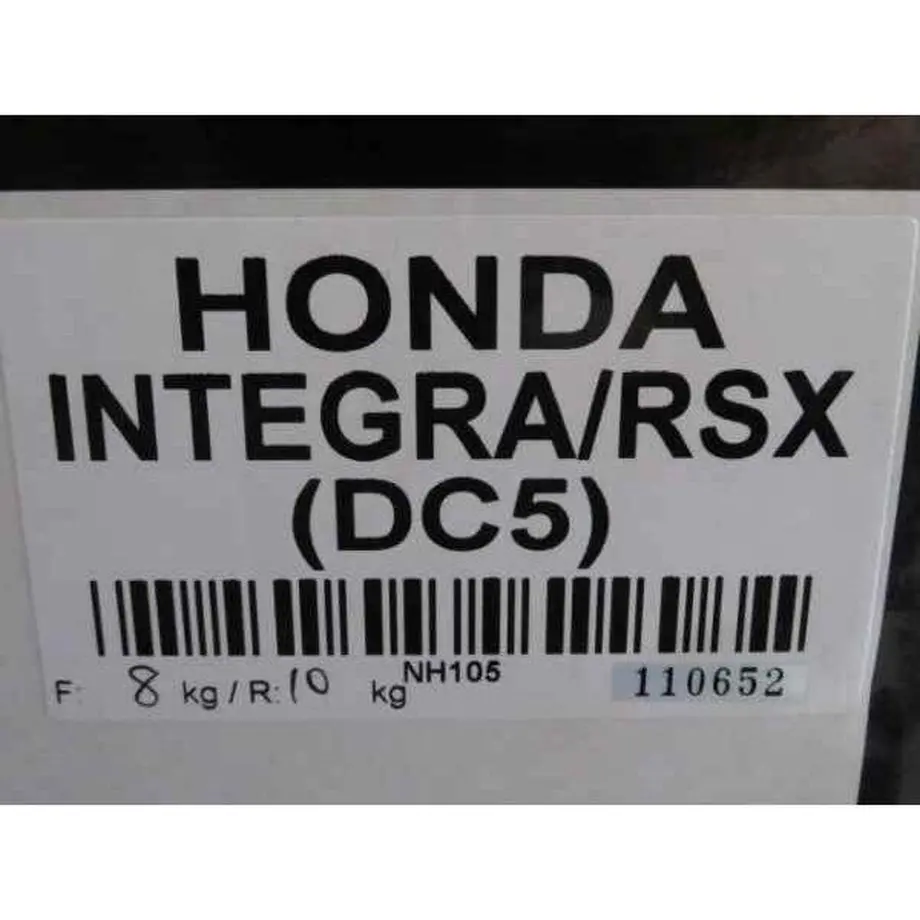 HONDA
INTEGRA/RSX
(DC5)
NH105
F: 8 kg / R: 10 kg
110652